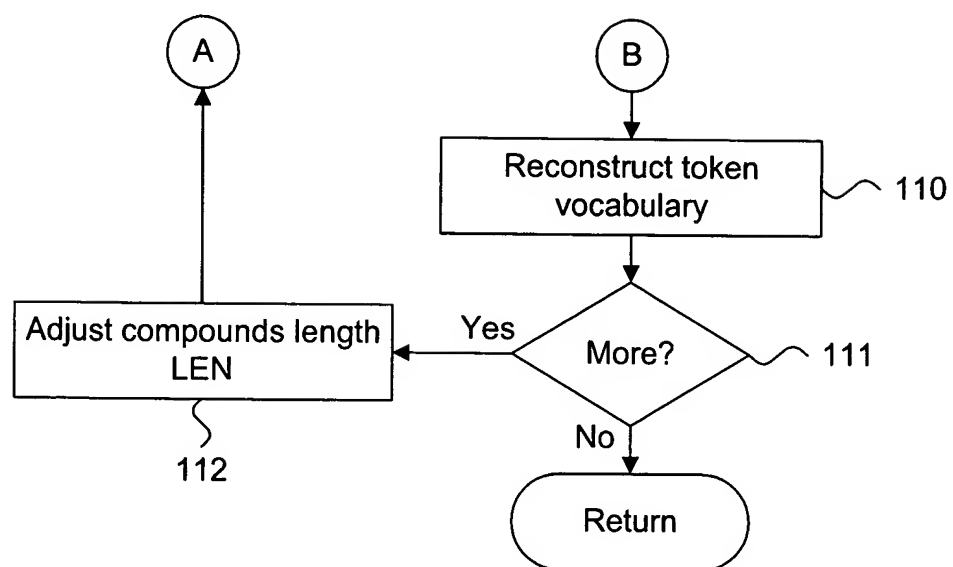 A
B
Reconstruct token
vocabulary
110
Adjust compounds length
LEN
Yes
More?
111
112
No
Return